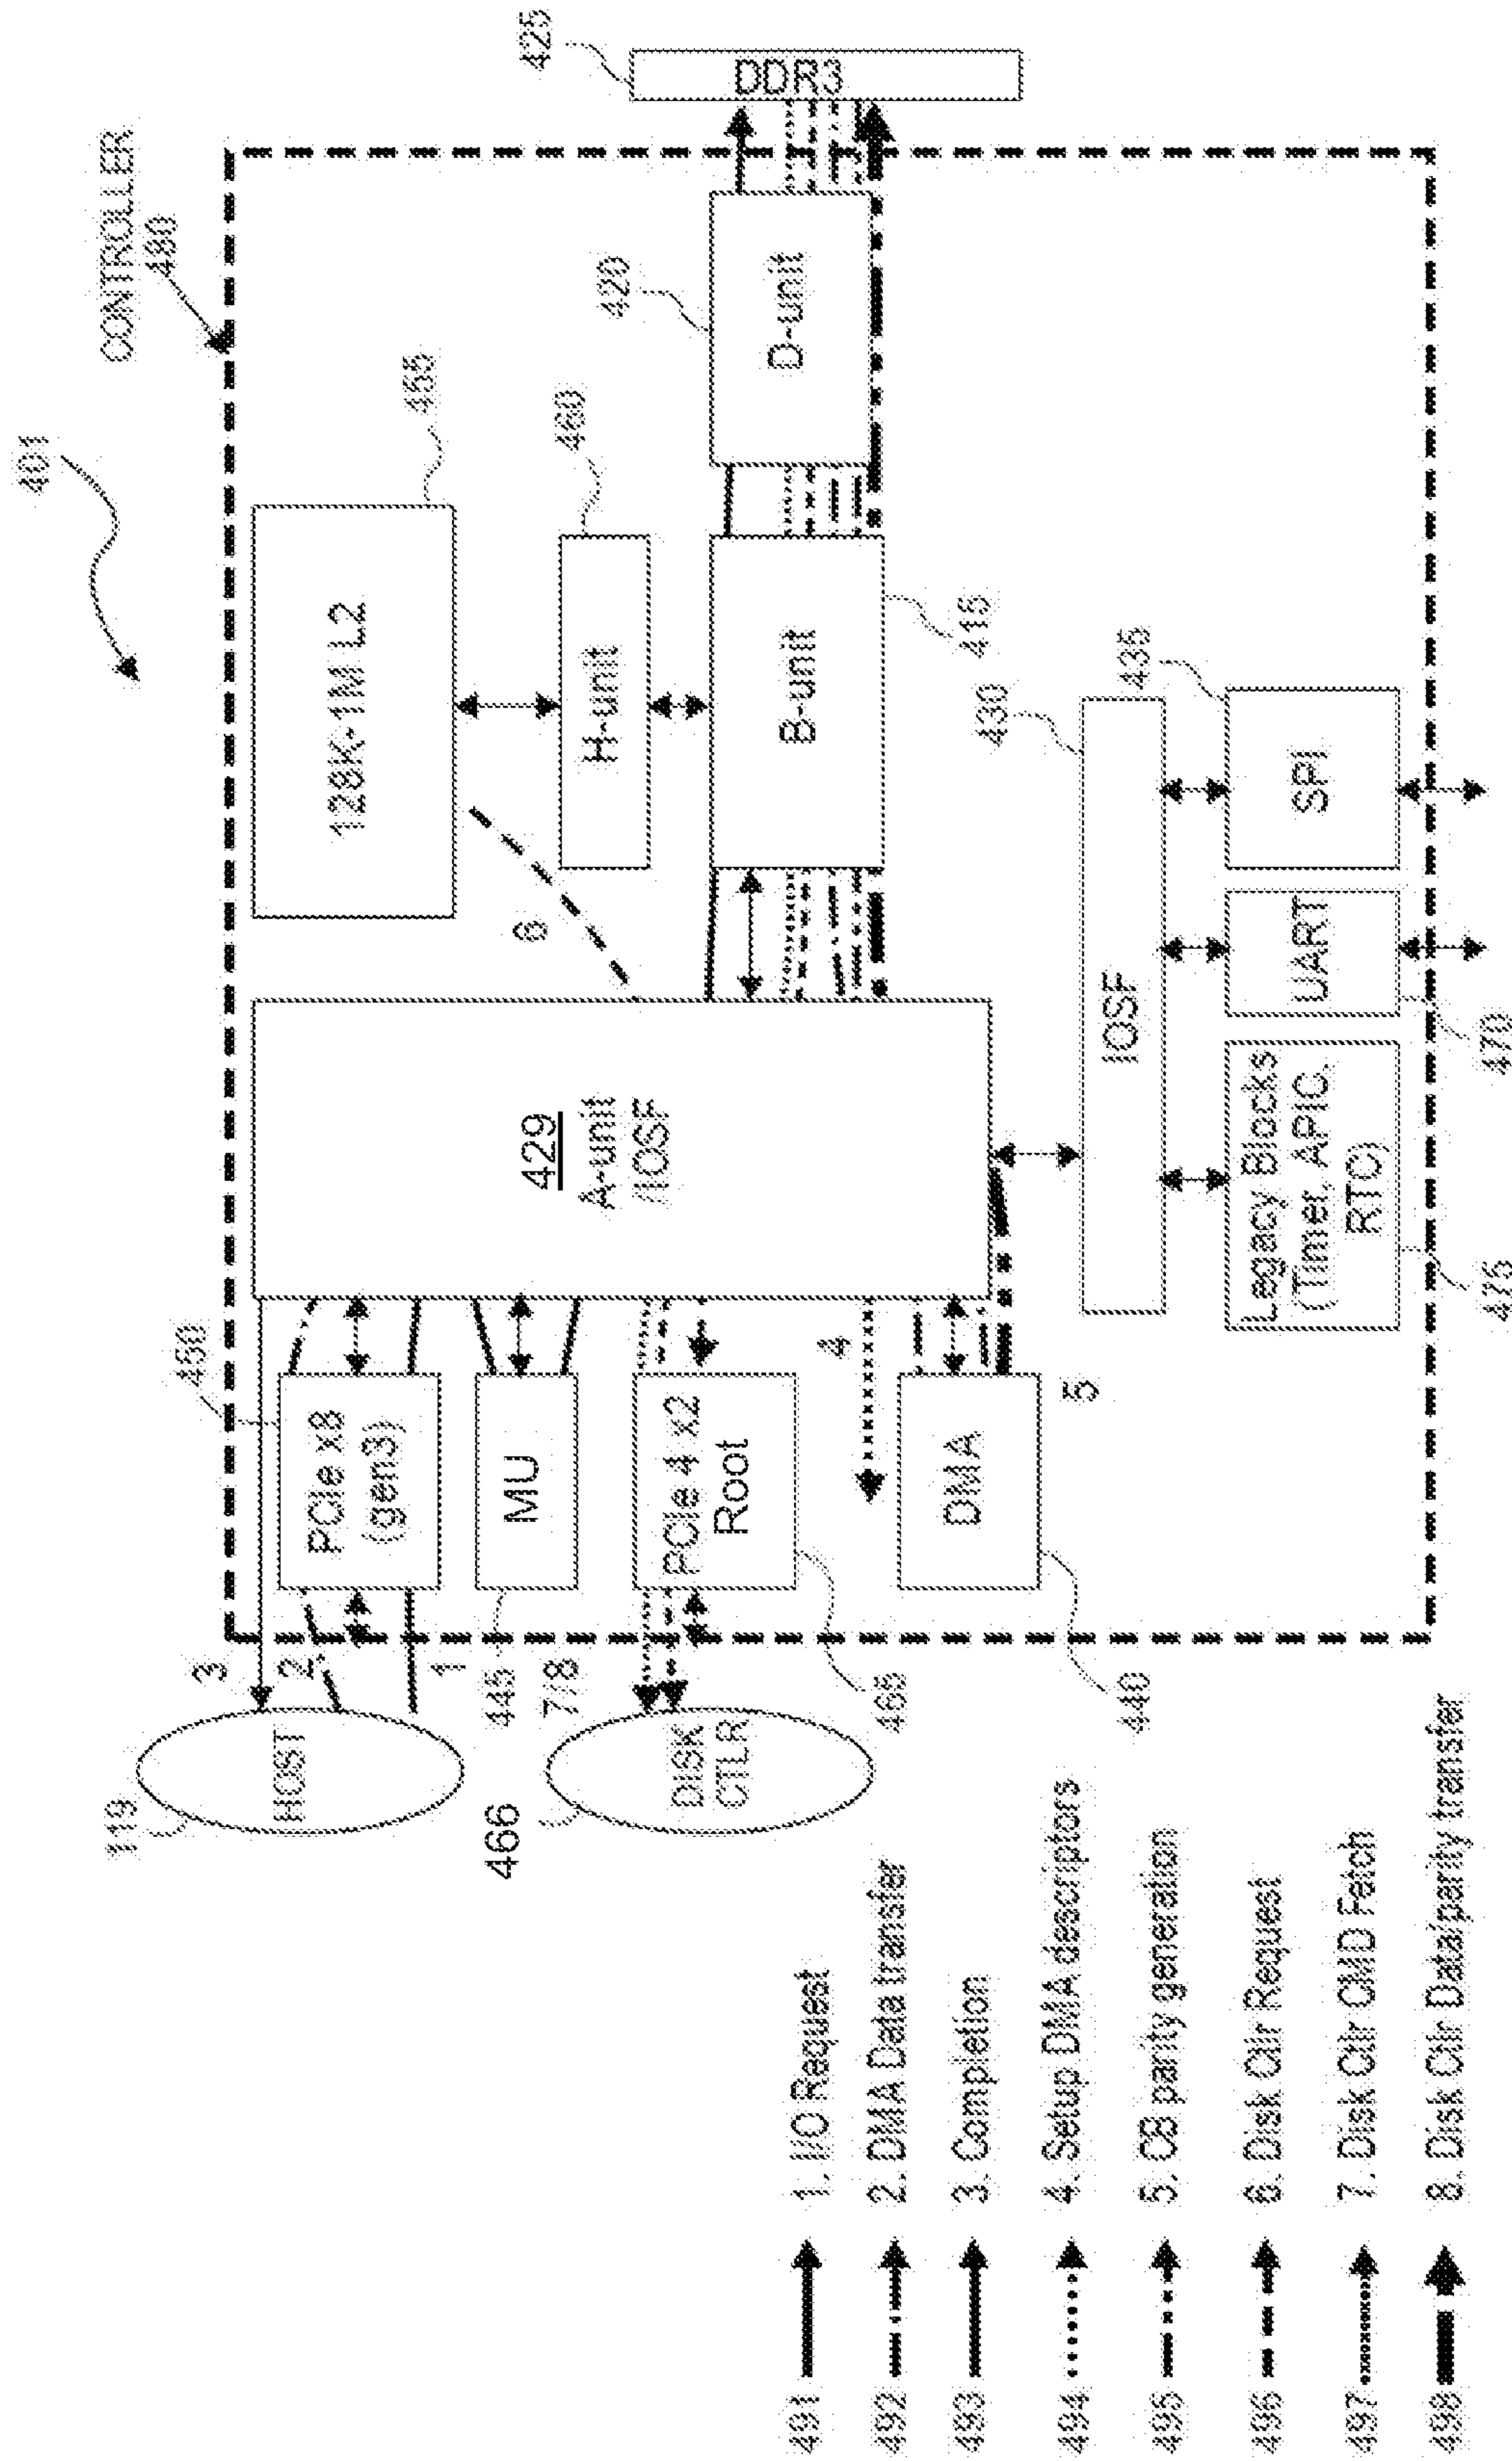 401
CONTROLLER
480
119
HOST
3
2
1
450
PCIe x8
(gen3)
429
A-unit
/IOSF
128K-1M L2
455
6
H-unit
460
445
MU
7/8
466
DISK
CTLR
PCIe 4 x2
Root
465
4
B-unit
415
D-unit
420
DDR3
425
DMA
440
5
IOSF
430
Legacy Blocks
(Timer, APIC,
RTC)
475
UART
470
SPI
435
491 1. I/O Request
492 2. DMA Data transfer
493 3. Completion
494 4. Setup DMA descriptors
495 5. CB parity generation
496 6. Disk Ctlr Request
497 7. Disk Ctlr CMD Fetch
498 8. Disk Ctlr Data/parity transfer